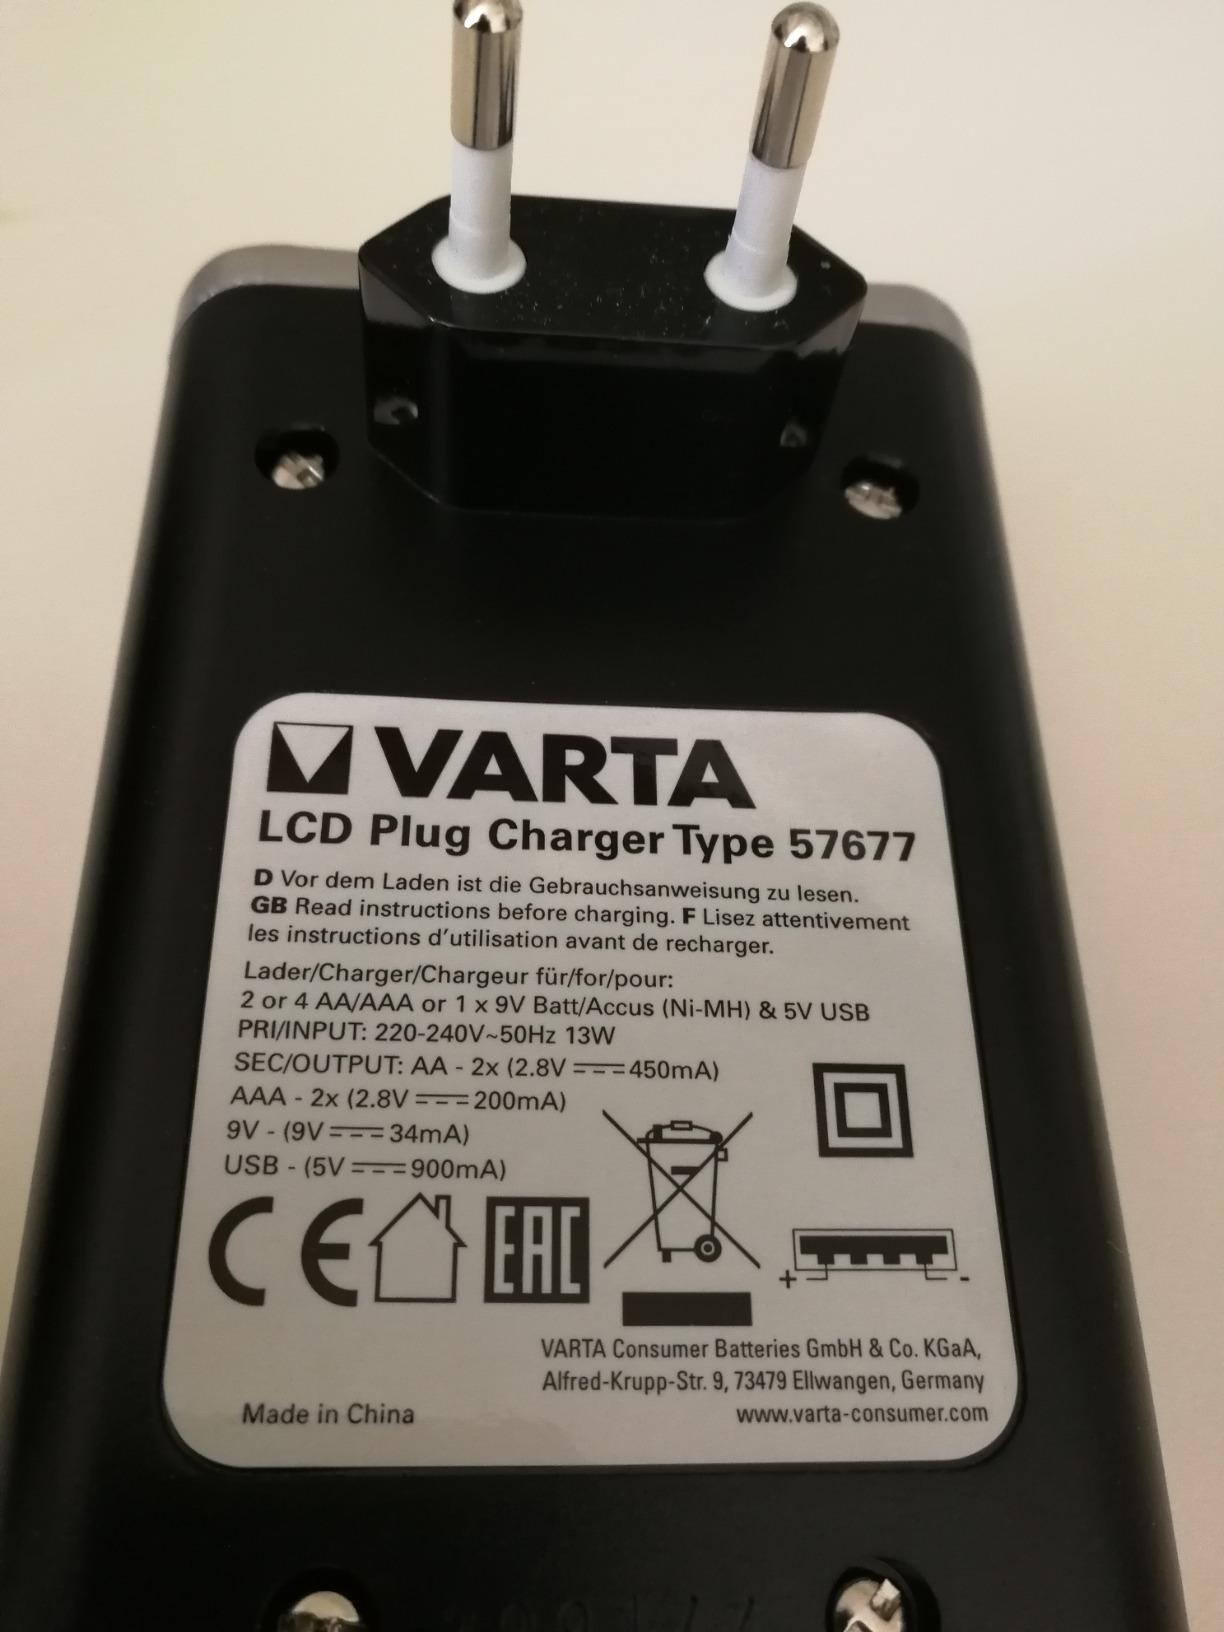 VARTA
LCD Plug Charger Type 57677
D Vor dem Laden ist die Gebrauchsanweisung zu lesen.
GB Read instructions before charging. F Lisez attentivement
les instructions d'utilisation avant de recharger.
Lader/Charger/Chargeur für/for/pour:
2 or 4 AA/AAA or 1 x 9V Batt/Accus (Ni-MH) & 5V USB
PRI/INPUT: 220-240V~50Hz 13W
SEC/OUTPUT: AA - 2x (2.8V ⎓ 450mA)
AAA - 2x (2.8V ⎓ 200mA)
9V - (9V ⎓ 34mA)
USB - (5V ⎓ 900mA)
CE EAC
+ -
VARTA Consumer Batteries GmbH & Co. KGaA,
Alfred-Krupp-Str. 9, 73479 Ellwangen, Germany
Made in China www.varta-consumer.com